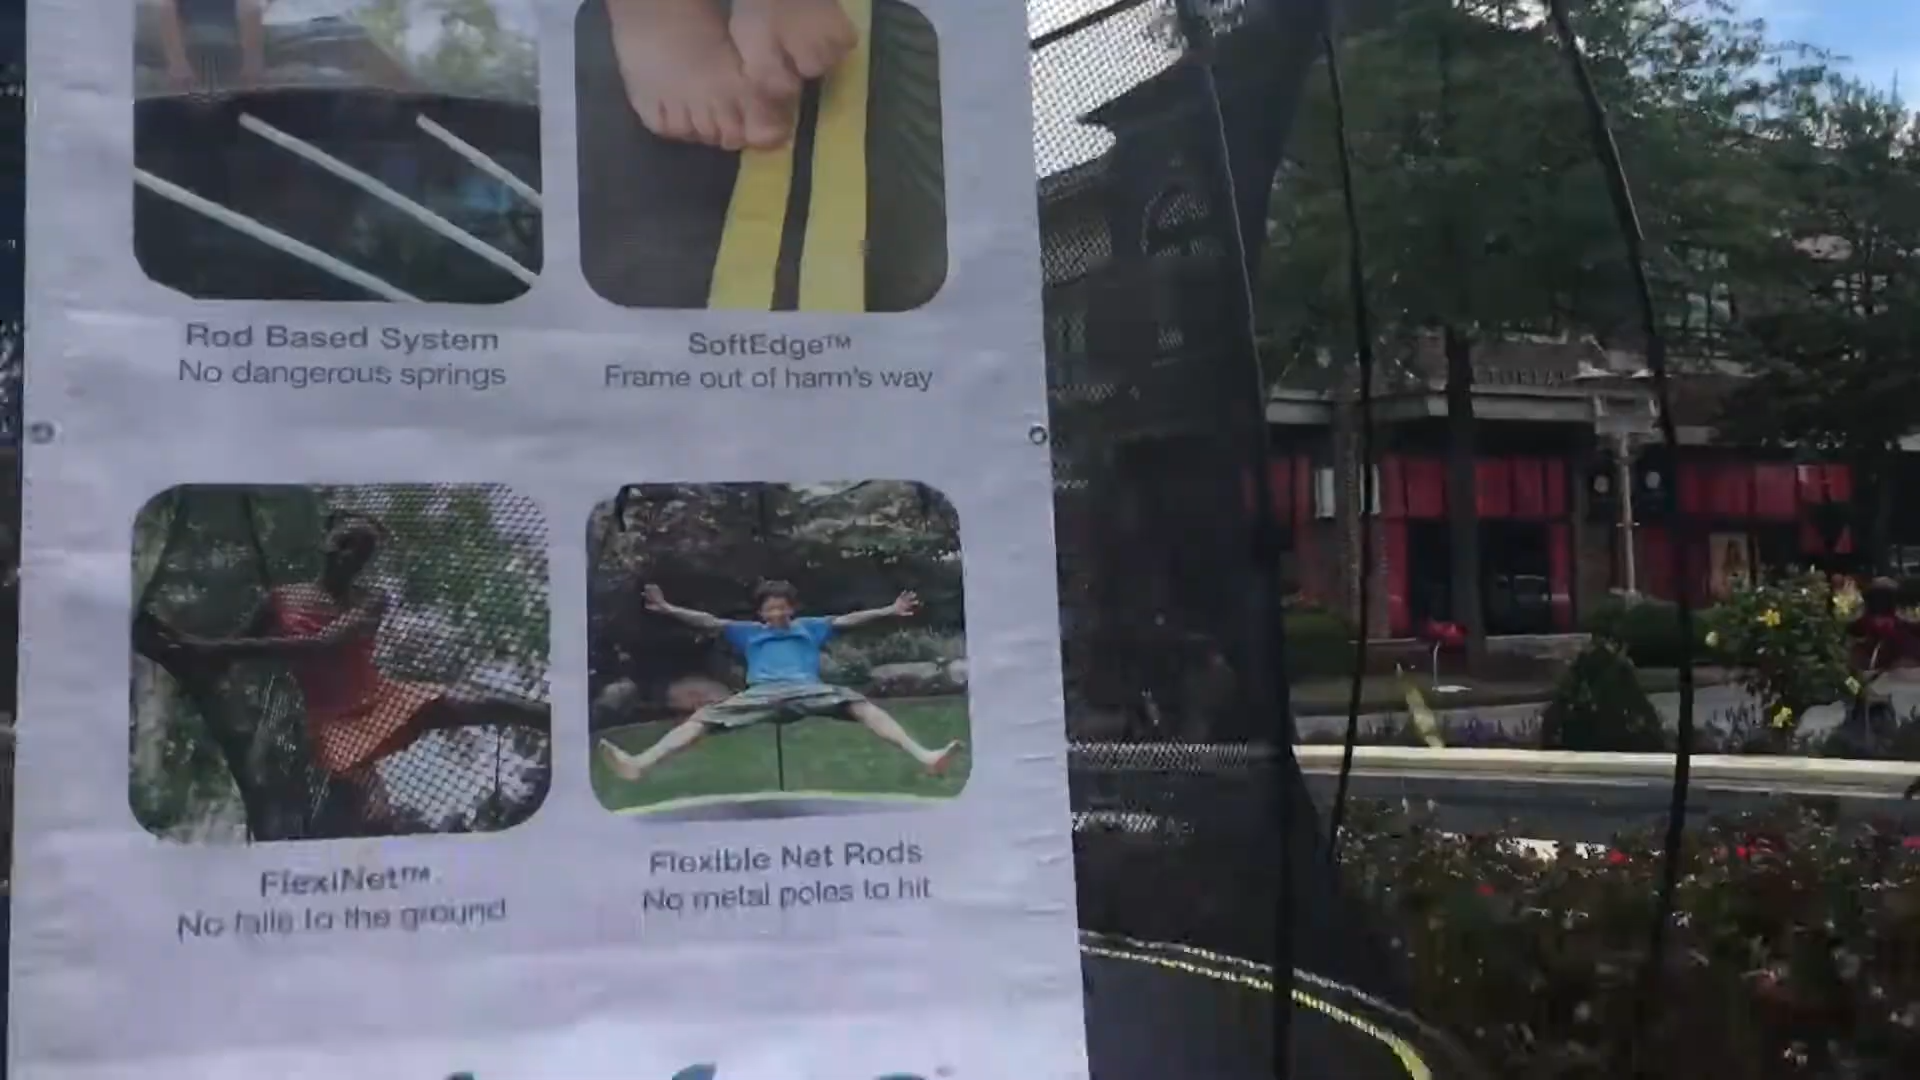 Rod Based System
No dangerous springs
SoftEdge™
Frame out of harm's way
FlexiNet™
No falls to the ground
Flexible Net Rods
No metal poles to hit